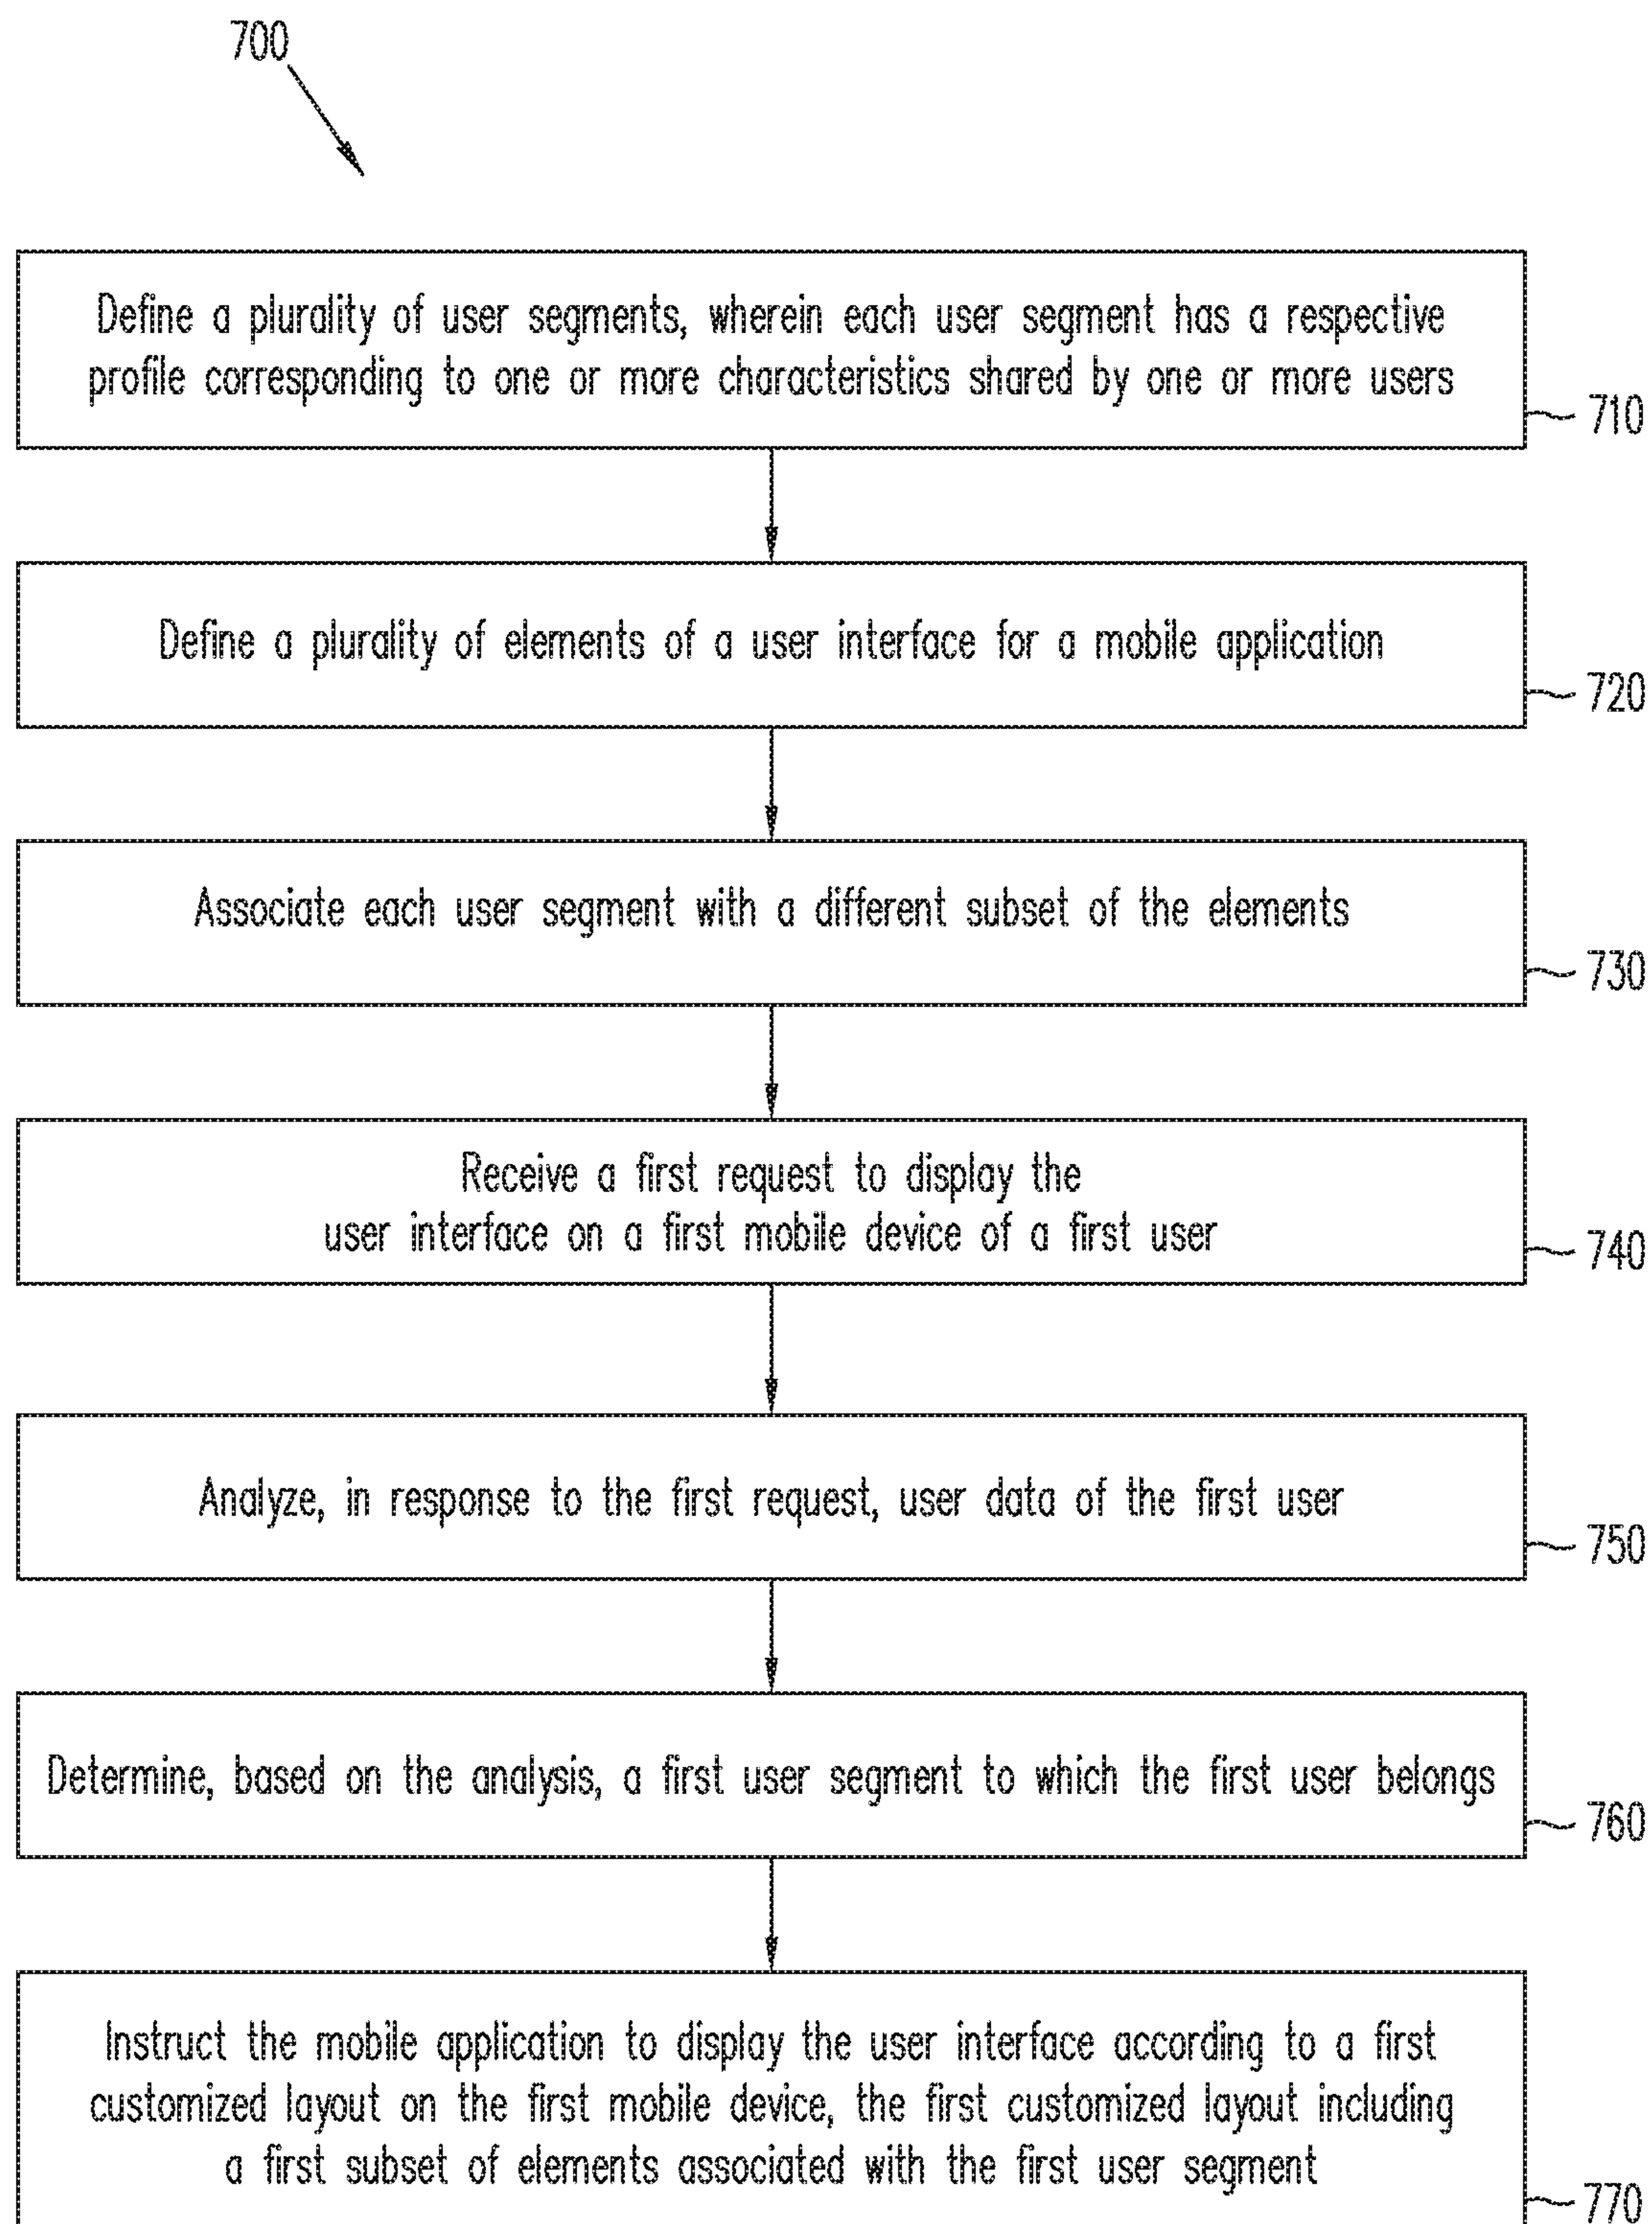 700
Define a plurality of user segments, wherein each user segment has a respective
profile corresponding to one or more characteristics shared by one or more users
710
Define a plurality of elements of a user interface for a mobile application
720
Associate each user segment with a different subset of the elements
730
Receive a first request to display the
user interface on a first mobile device of a first user
740
Analyze, in response to the first request, user data of the first user
750
Determine, based on the analysis, a first user segment to which the first user belongs
760
Instruct the mobile application to display the user interface according to a first
customized layout on the first mobile device, the first customized layout including
a first subset of elements associated with the first user segment
770